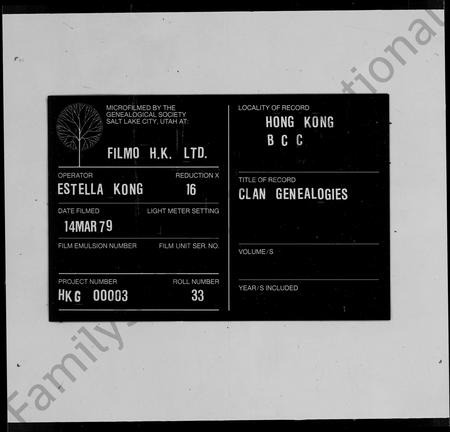 MICROFILMED BY THE
GENEALOGICAL SOCIETY
SALT LAKE CITY, UTAH AT:
FILMO H.K. LTD.
OPERATOR REDUCTION X
ESTELLA KONG 16
DATE FILMED LIGHT METER SETTING
14MAR79
FILM EMULSION NUMBER FILM UNIT SER. NO.
PROJECT NUMBER ROLL NUMBER
HKG 00003 33
LOCALITY OF RECORD
HONG KONG
B C C
TITLE OF RECORD
CLAN GENEALOGIES
VOLUME/S
YEAR/S INCLUDED